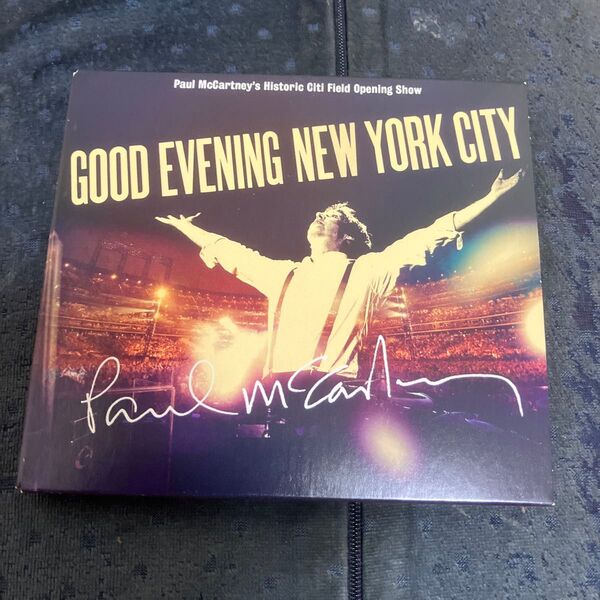 Paul McCartney's Historic Citi Field Opening Show
GOOD EVENING NEW YORK CITY
Paul McCartney